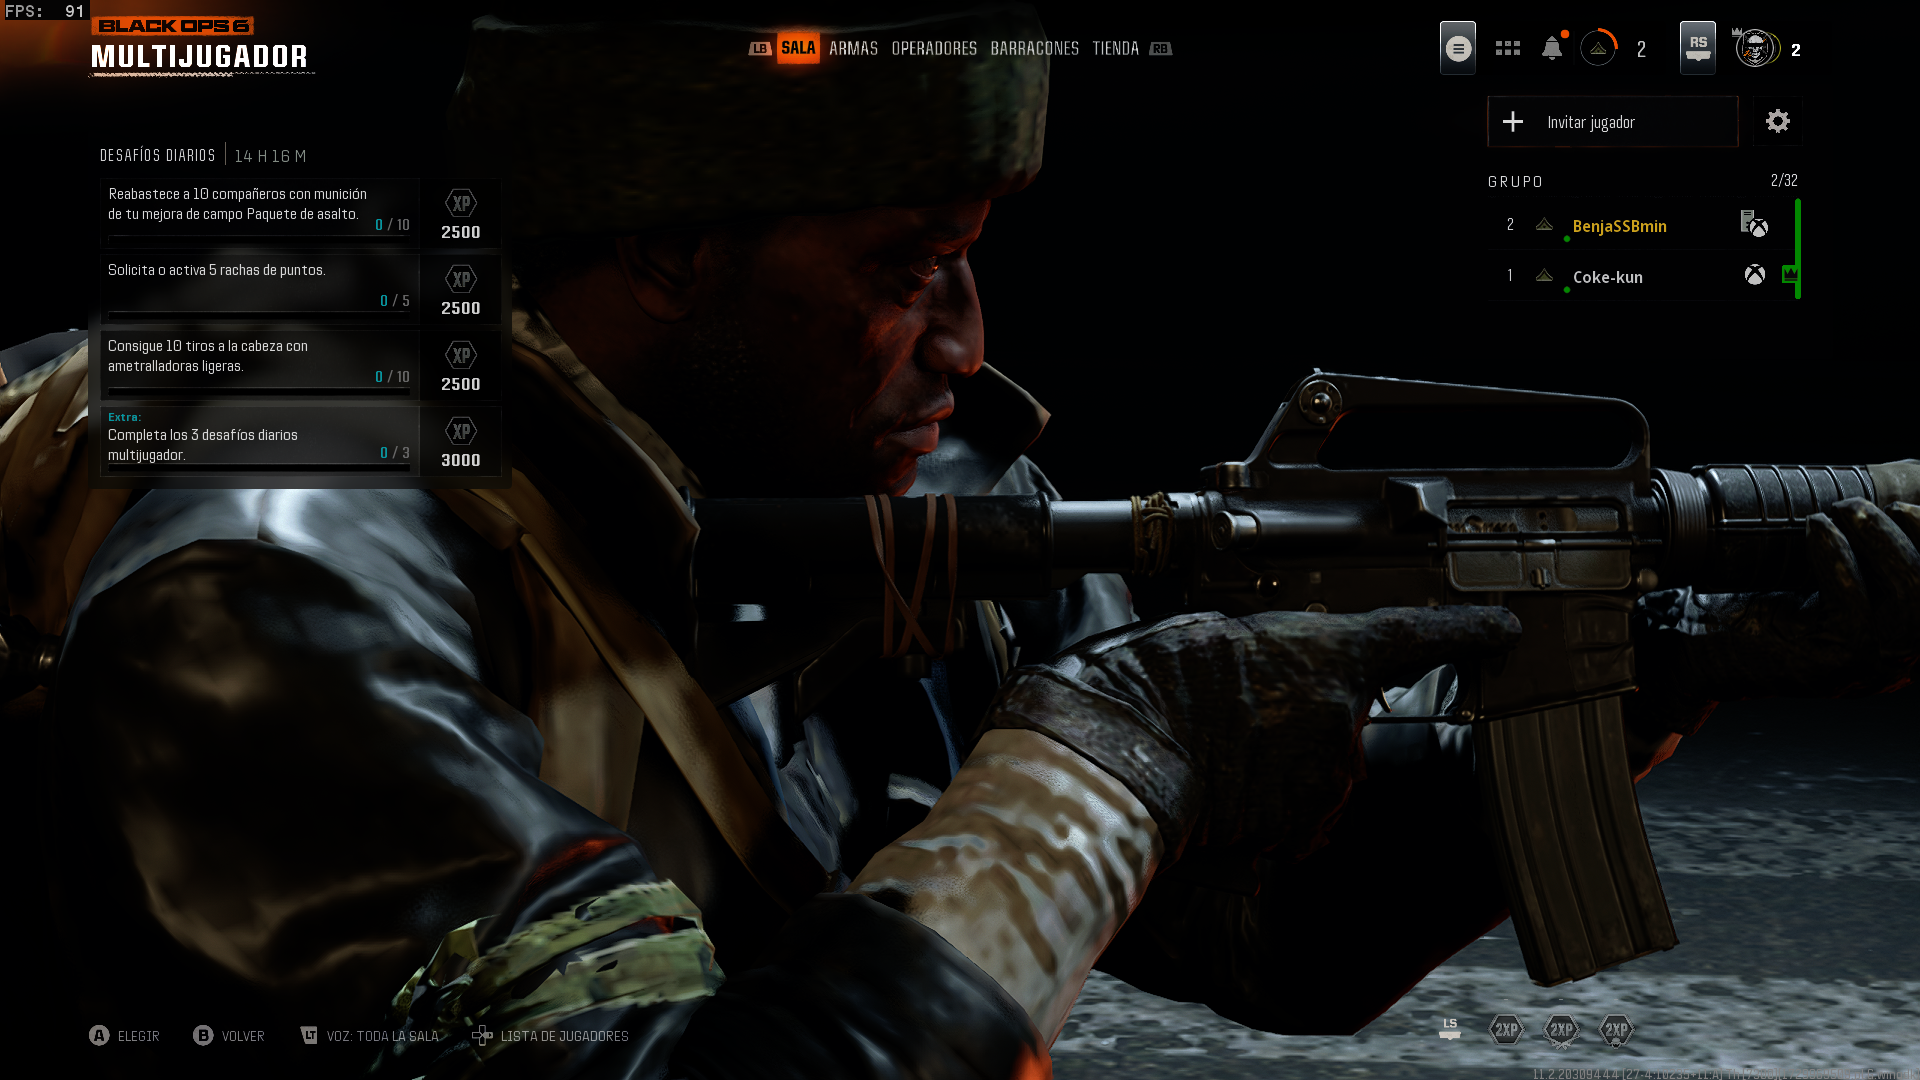 FPS: 91
BLACK OPS 6
MULTIJUGADOR
LB SALA ARMAS OPERADORES BARRACONES TIENDA RB
2
RS
2
Invitar jugador
GRUPO 2/32
2 BenjaSSBmin
1 Coke-kun
DESAFÍOS DIARIOS 14 H 16 M
Reabastece a 10 compañeros con munición
de tu mejora de campo Paquete de asalto.
0 / 10
XP
2500
Solicita o activa 5 rachas de puntos.
0 / 5
XP
2500
Consigue 10 tiros a la cabeza con
ametralladoras ligeras.
0 / 10
XP
2500
Extra:
Completa los 3 desafíos diarios
multijugador.
0 / 3
XP
3000
A ELEGIR B VOLVER LT VOZ: TODA LA SALA LISTA DE JUGADORES
LS 2XP 2XP 2XP